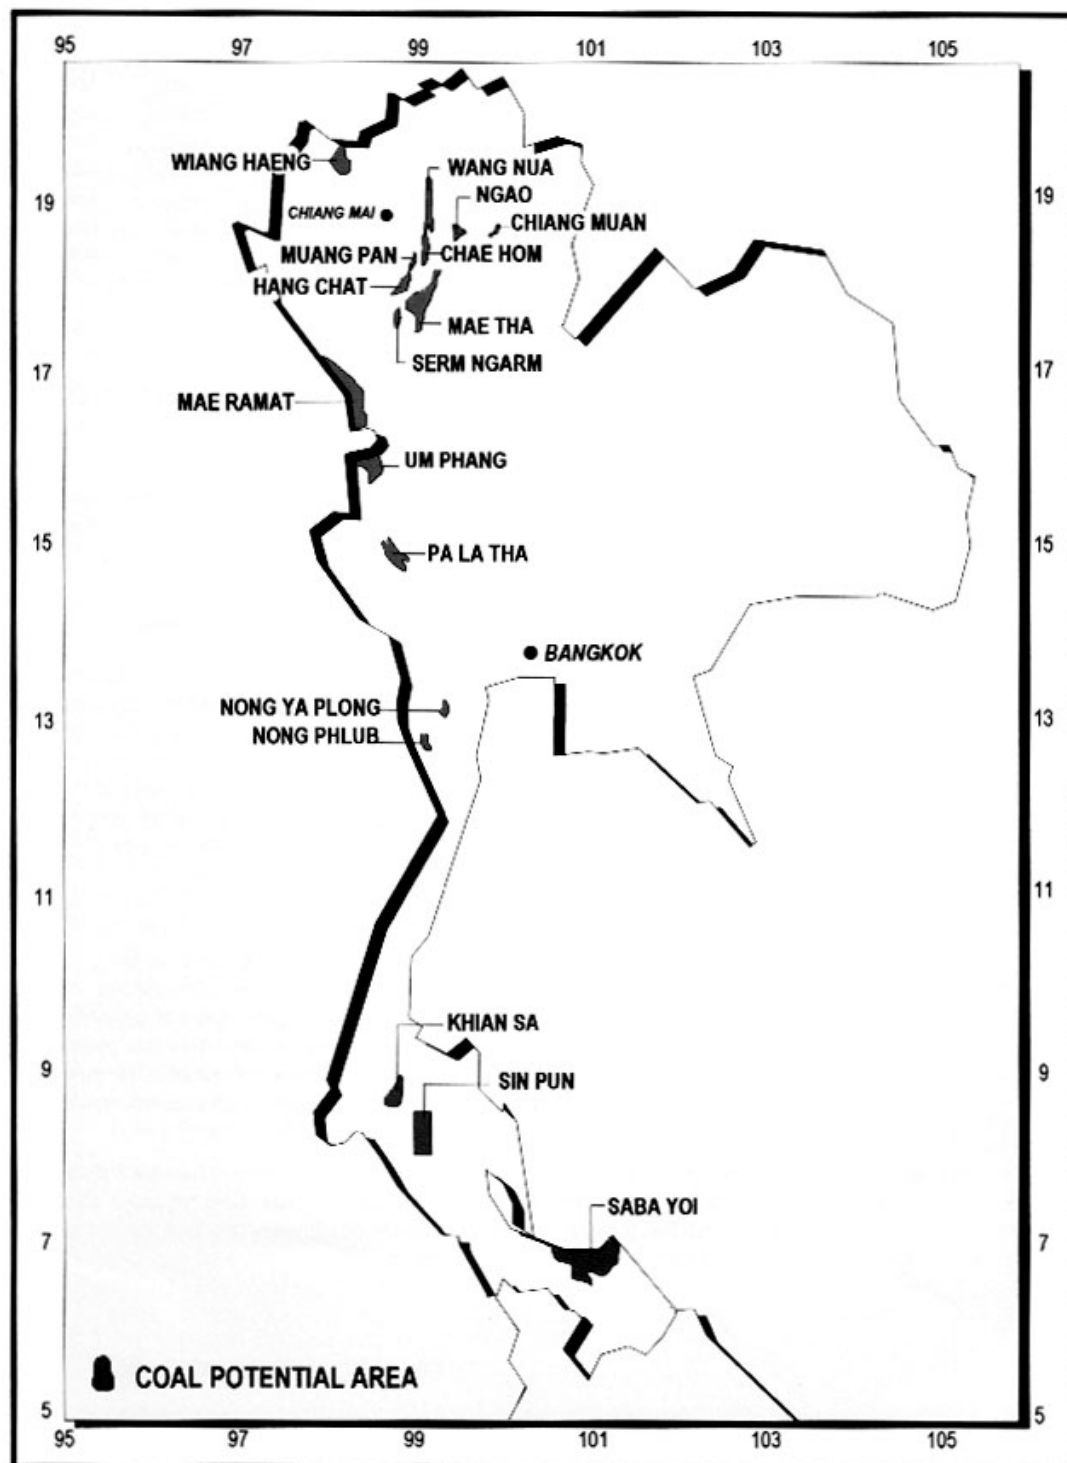 95 97 99 101 103 105
WIANG HAENG
WANG NUA
NGAO
19 19
CHIANG MAI
CHIANG MUAN
MUANG PAN
CHAE HOM
HANG CHAT
MAE THA
SERM NGARM
17 17
MAE RAMAT
UM PHANG
15 15
PA LA THA
BANGKOK
NONG YA PLONG
13 13
NONG PHLUB
11 11
KHIAN SA
9 9
SIN PUN
SABA YOI
7 7
COAL POTENTIAL AREA
5 5
95 97 99 101 103 105